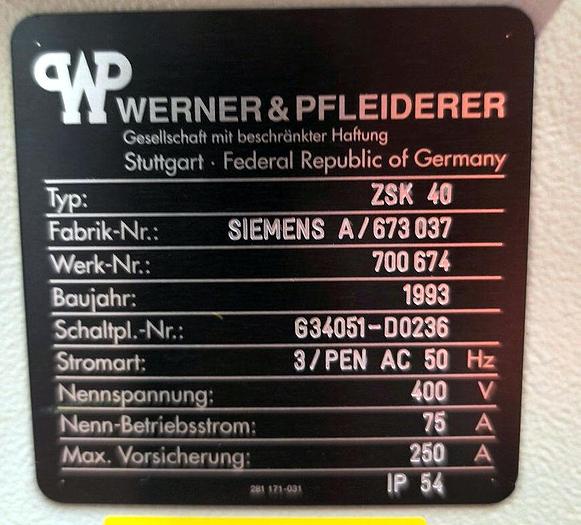 WP WERNER & PFLEIDERER
Gesellschaft mit beschränkter Haftung
Stuttgart · Federal Republic of Germany
Typ: ZSK 40
Fabrik-Nr.: SIEMENS A/673 037
Werk-Nr.: 700 674
Baujahr: 1993
Schaltpl.-Nr.: G34051-D0236
Stromart: 3/PEN AC 50 Hz
Nennspannung: 400 V
Nenn-Betriebsstrom: 75 A
Max. Vorsicherung: 250 A
281 171-031 IP 54